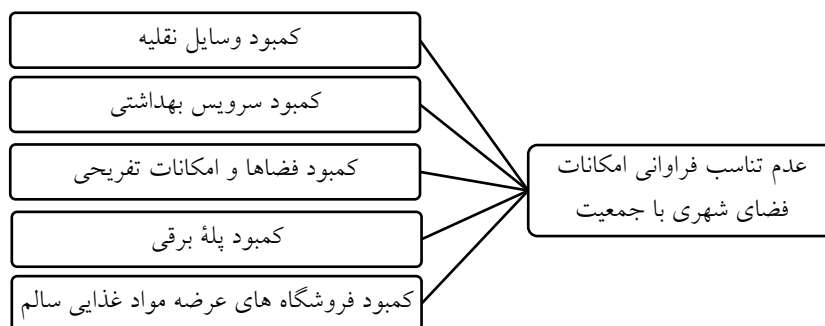 عدم تناسب فراوانی امکانات
فضای شهری با جمعیت
کمبود وسایل نقلیه
کمبود سرویس بهداشتی
کمبود فضاها و امکانات تفریحی
کمبود پلۀ برقی
کمبود فروشگاه های عرضه مواد غذایی سالم